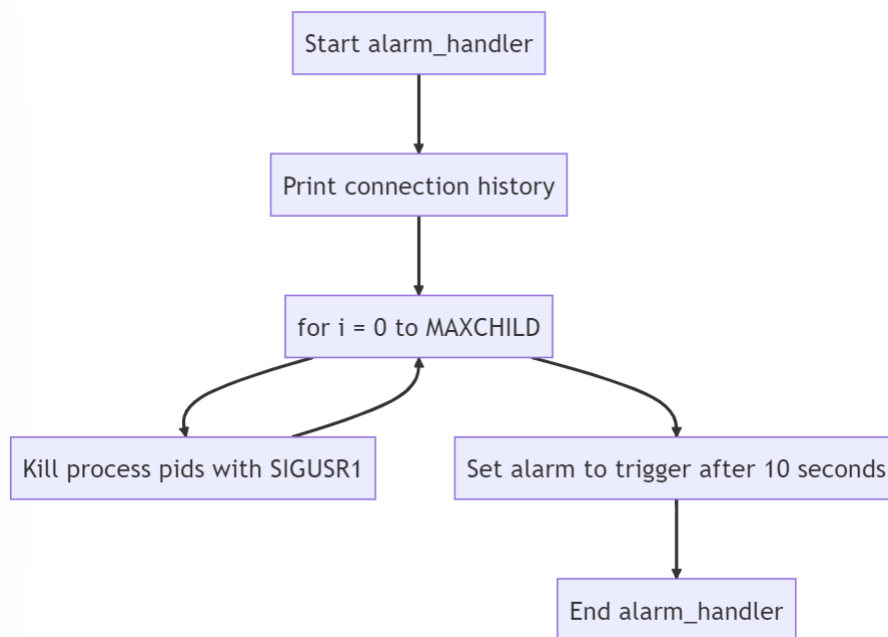 Start alarm_handler
Print connection history
for i = 0 to MAXCHILD
Kill process pids with SIGUSR1
Set alarm to trigger after 10 seconds
End alarm_handler